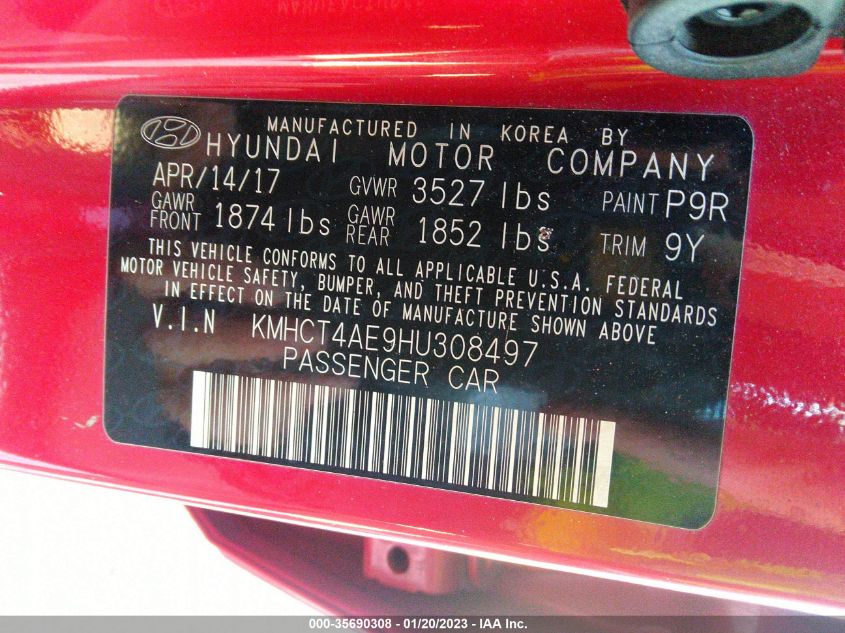 MANUFACTURED IN KOREA BY
HYUNDAI MOTOR COMPANY
APR/14/17 GVWR 3527 lbs PAINT P9R
GAWR FRONT 1874 lbs GAWR REAR 1852 lbs TRIM 9Y
THIS VEHICLE CONFORMS TO ALL APPLICABLE U.S.A. FEDERAL
MOTOR VEHICLE SAFETY, BUMPER, AND THEFT PREVENTION STANDARDS
IN EFFECT ON THE DATE OF MANUFACTURE SHOWN ABOVE
V.I.N KMHCT4AE9HU308497
PASSENGER CAR
000-35690308 - 01/20/2023 - IAA Inc.